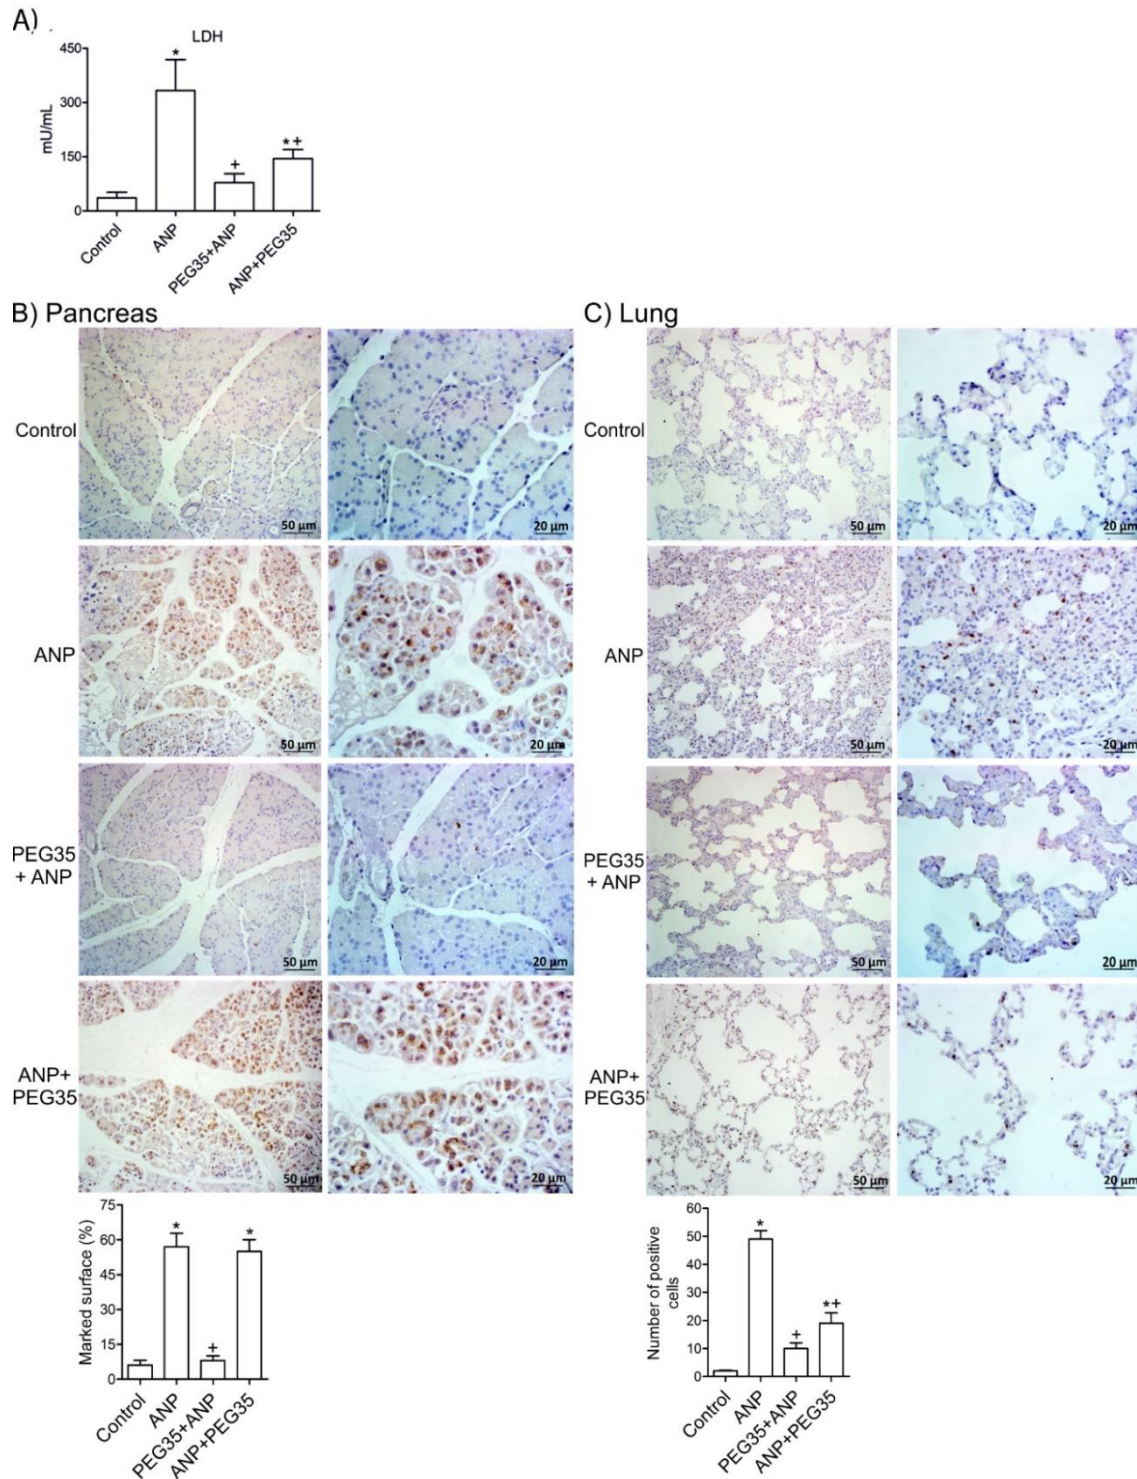 A)
LDH
mU/mL
450
300
150
0
*
+
*+
Control
ANP
PEG35+ANP
ANP+PEG35
B) Pancreas
Control
50 µm
20 µm
ANP
50 µm
20 µm
PEG35
+ ANP
50 µm
20 µm
ANP+
PEG35
50 µm
20 µm
Marked surface (%)
75
60
45
30
15
0
*
+
*
Control
ANP
PEG35+ANP
ANP+PEG35
C) Lung
Control
50 µm
20 µm
ANP
50 µm
20 µm
PEG35
+ ANP
50 µm
20 µm
ANP+
PEG35
50 µm
20 µm
Number of positive
cells
60
50
40
30
20
10
0
*
+
*+
Control
ANP
PEG35+ANP
ANP+PEG35